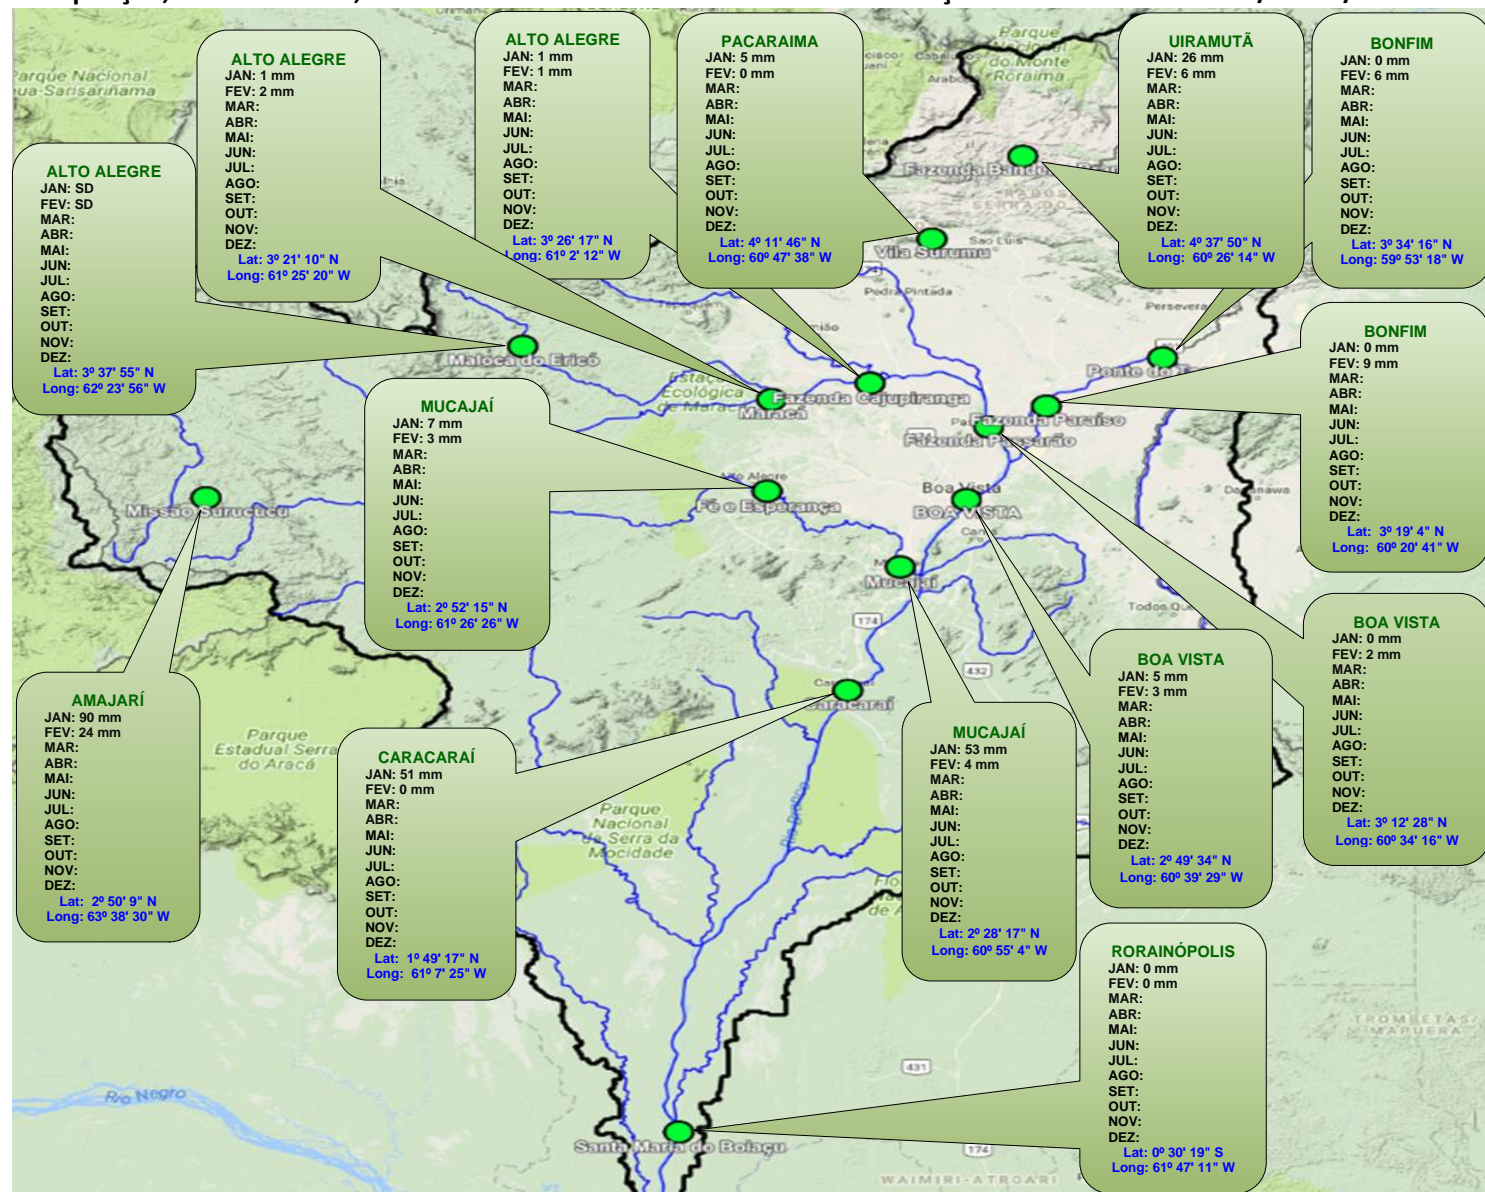 ALTO ALEGRE
JAN: SD
FEV: SD
MAR:
ABR:
MAI:
JUN:
JUL:
AGO:
SET:
OUT:
NOV:
DEZ:
Lat: 3º 37' 55" N
Long: 62º 23' 56" W
ALTO ALEGRE
JAN: 1 mm
FEV: 2 mm
MAR:
ABR:
MAI:
JUN:
JUL:
AGO:
SET:
OUT:
NOV:
DEZ:
Lat: 3º 21' 10" N
Long: 61º 25' 20" W
ALTO ALEGRE
JAN: 1 mm
FEV: 1 mm
MAR:
ABR:
MAI:
JUN:
JUL:
AGO:
SET:
OUT:
NOV:
DEZ:
Lat: 3º 26' 17" N
Long: 61º 2' 12" W
PACARAIMA
JAN: 5 mm
FEV: 0 mm
MAR:
ABR:
MAI:
JUN:
JUL:
AGO:
SET:
OUT:
NOV:
DEZ:
Lat: 4º 11' 46" N
Long: 60º 47' 38" W
UIRAMUTÃ
JAN: 26 mm
FEV: 6 mm
MAR:
ABR:
MAI:
JUN:
JUL:
AGO:
SET:
OUT:
NOV:
DEZ:
Lat: 4º 37' 50" N
Long: 60º 26' 14" W
BONFIM
JAN: 0 mm
FEV: 6 mm
MAR:
ABR:
MAI:
JUN:
JUL:
AGO:
SET:
OUT:
NOV:
DEZ:
Lat: 3º 34' 16" N
Long: 59º 53' 18" W
BONFIM
JAN: 0 mm
FEV: 9 mm
MAR:
ABR:
MAI:
JUN:
JUL:
AGO:
SET:
OUT:
NOV:
DEZ:
Lat: 3º 19' 4" N
Long: 60º 20' 41" W
MUCAJAÍ
JAN: 7 mm
FEV: 3 mm
MAR:
ABR:
MAI:
JUN:
JUL:
AGO:
SET:
OUT:
NOV:
DEZ:
Lat: 2º 52' 15" N
Long: 61º 26' 26" W
AMAJARÍ
JAN: 90 mm
FEV: 24 mm
MAR:
ABR:
MAI:
JUN:
JUL:
AGO:
SET:
OUT:
NOV:
DEZ:
Lat: 2º 50' 9" N
Long: 63º 38' 30" W
CARACARAÍ
JAN: 51 mm
FEV: 0 mm
MAR:
ABR:
MAI:
JUN:
JUL:
AGO:
SET:
OUT:
NOV:
DEZ:
Lat: 1º 49' 17" N
Long: 61º 7' 25" W
MUCAJAÍ
JAN: 53 mm
FEV: 4 mm
MAR:
ABR:
MAI:
JUN:
JUL:
AGO:
SET:
OUT:
NOV:
DEZ:
Lat: 2º 28' 17" N
Long: 60º 55' 4" W
BOA VISTA
JAN: 5 mm
FEV: 3 mm
MAR:
ABR:
MAI:
JUN:
JUL:
AGO:
SET:
OUT:
NOV:
DEZ:
Lat: 2º 49' 34" N
Long: 60º 39' 29" W
BOA VISTA
JAN: 0 mm
FEV: 2 mm
MAR:
ABR:
MAI:
JUN:
JUL:
AGO:
SET:
OUT:
NOV:
DEZ:
Lat: 3º 12' 28" N
Long: 60º 34' 16" W
RORAINÓPOLIS
JAN: 0 mm
FEV: 0 mm
MAR:
ABR:
MAI:
JUN:
JUL:
AGO:
SET:
OUT:
NOV:
DEZ:
Lat: 0º 30' 19" S
Long: 61º 47' 11" W
Parque
do Monte
Roraima
Vila Surumu
Sao Luis
Pedra Pintada
Maloca do Ericó
Ponte do
Estação
Ecológica
de Maracá
Maracá
Fazenda Cajupiranga
Fazenda Paraíso
Fazenda Passarão
Missão Surucucu
Alto Alegre
Fé e Esperança
Boa Vista
BOA VISTA
Mucajaí
174
432
Caracaraí
Parque
Estadual Serra
do Aracá
Parque
Nacional
da Serra da
Mocidade
Rio Branco
Rio Negro
431
174
Santa Maria do Boiaçu
TROMBETAS/
MAPUERA
WAIMIRI-ATROARI